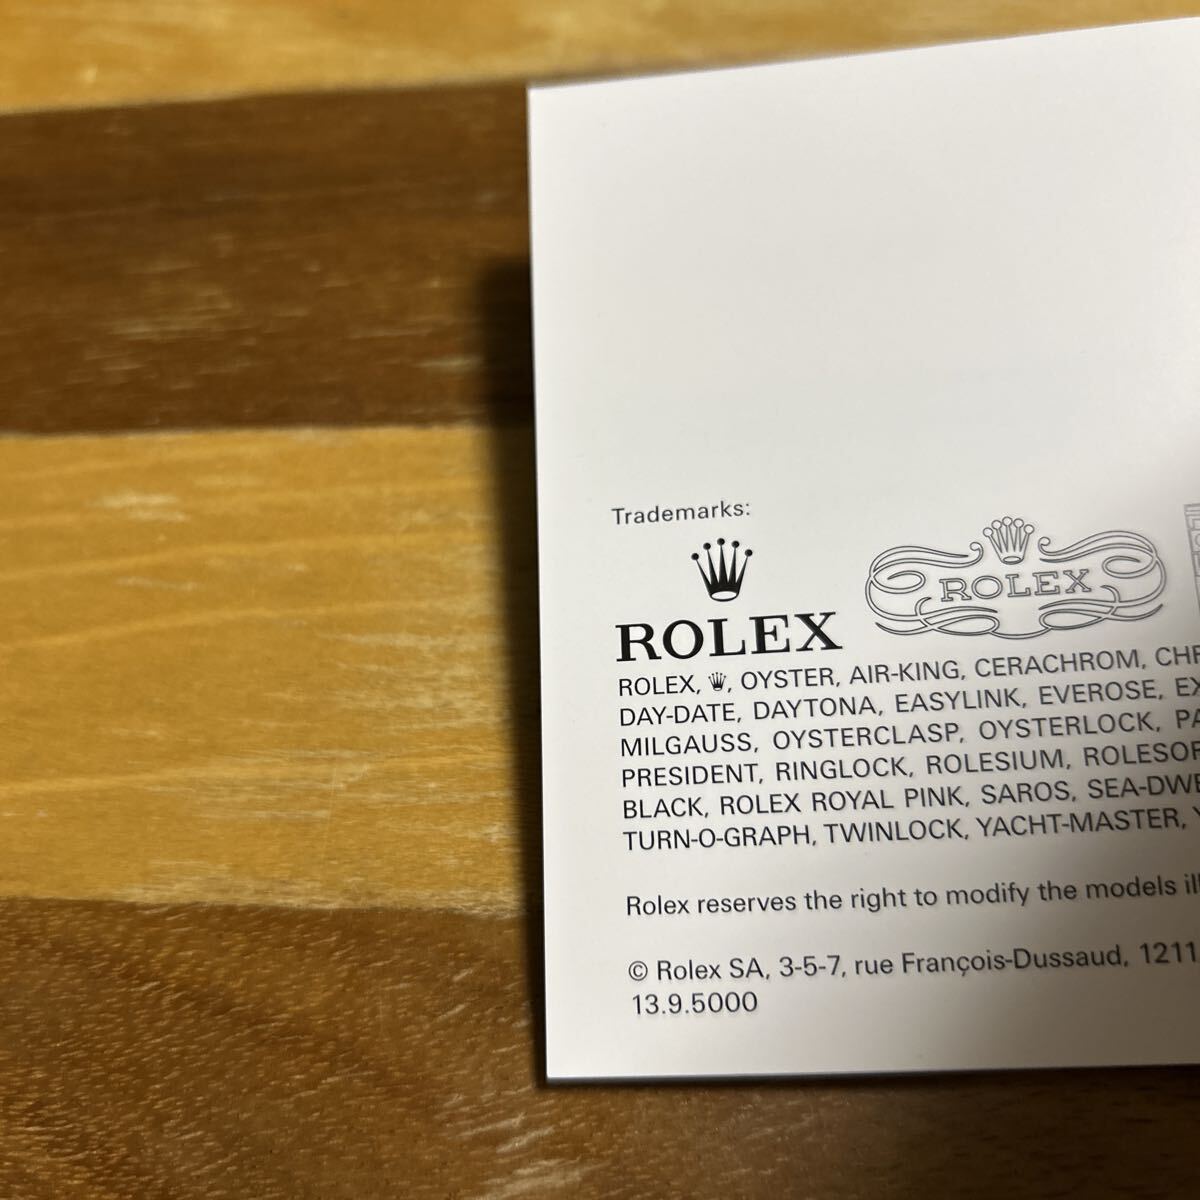 Trademarks:
ROLEX
ROLEX
ROLEX, OYSTER, AIR-KING, CERACHROM,
DAY-DATE, DAYTONA, EASYLINK, EVEROSE,
MILGAUSS, OYSTERCLASP, OYSTERLOCK,
PRESIDENT, RINGLOCK, ROLESIUM,
BLACK, ROLEX ROYAL PINK, SAROS,
TURN-O-GRAPH, TWINLOCK, YACHT-MASTER,
Rolex reserves the right to modify the models
© Rolex SA, 3-5-7, rue François-Dussaud, 1211
13.9.5000